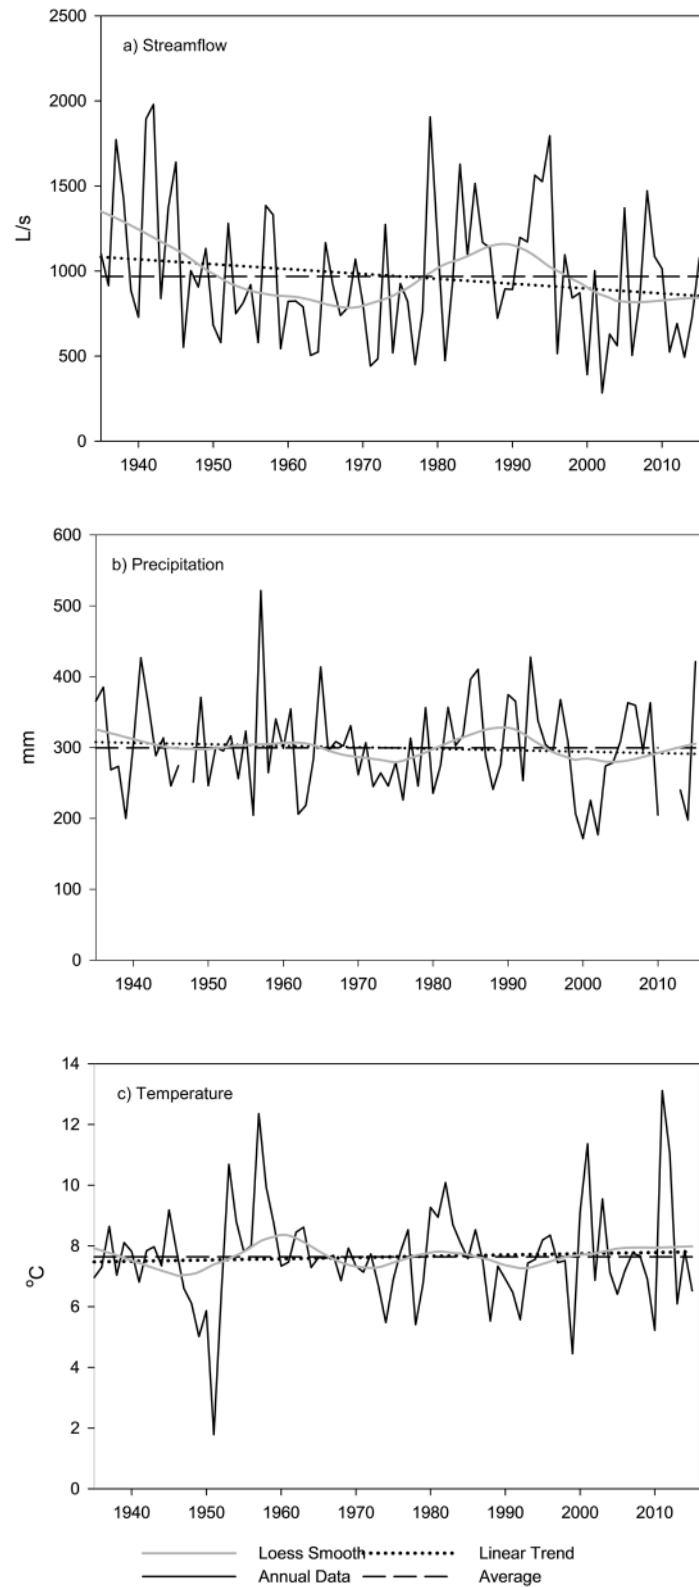 a) Streamflow
2500
2000
1500
1000
500
0
L/s
1940 1950 1960 1970 1980 1990 2000 2010
b) Precipitation
600
500
400
300
200
100
0
mm
1940 1950 1960 1970 1980 1990 2000 2010
c) Temperature
14
12
10
8
6
4
2
0
ºC
1940 1950 1960 1970 1980 1990 2000 2010
Loess Smooth Linear Trend
Annual Data Average